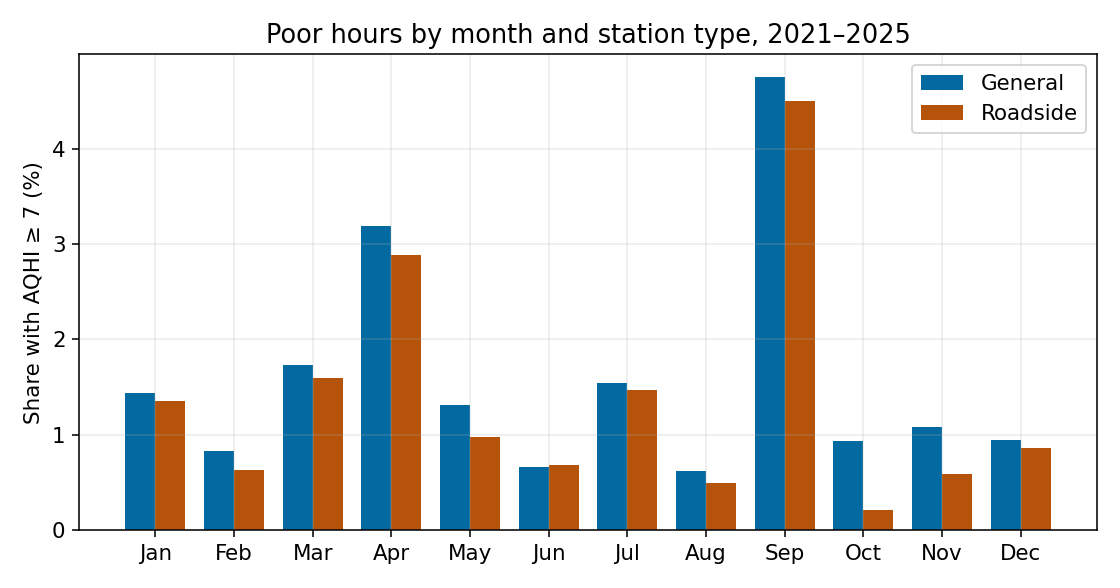 Poor hours by month and station type, 2021–2025
General
Roadside
Share with AQHI ≥ 7 (%)
4
3
2
1
0
Jan Feb Mar Apr May Jun Jul Aug Sep Oct Nov Dec